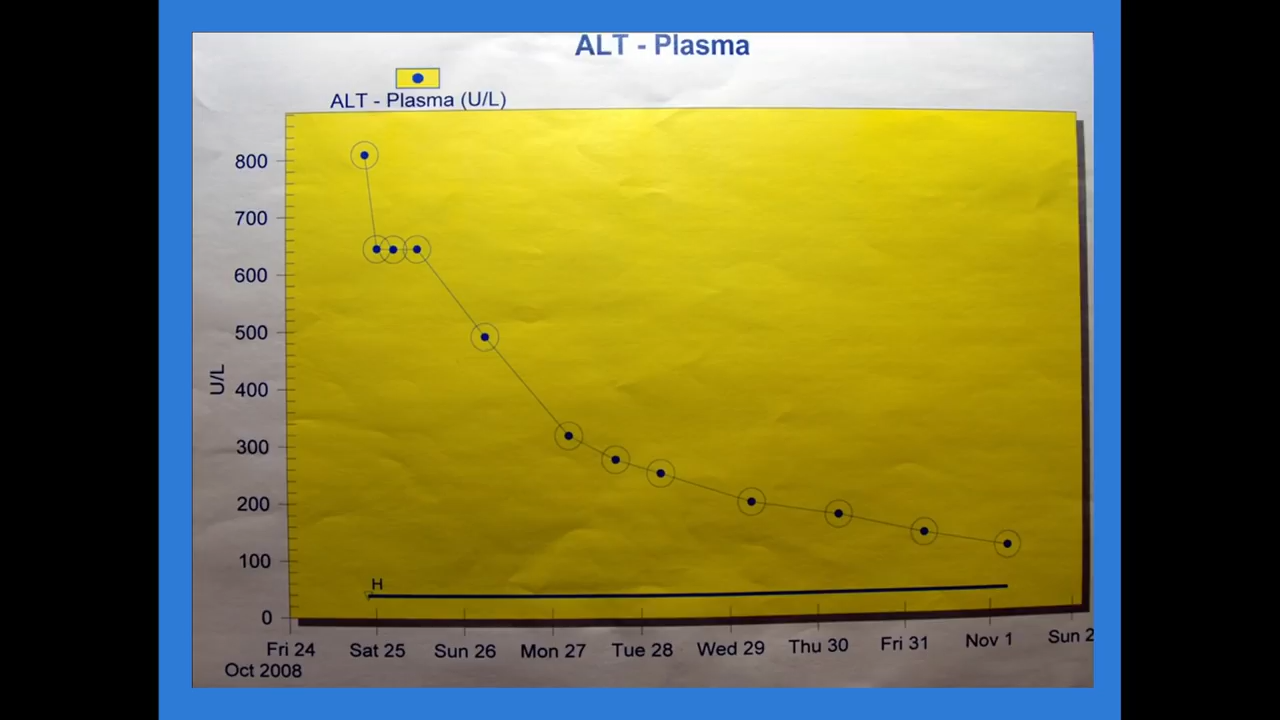 ALT - Plasma
ALT - Plasma (U/L)
800
700
600
500
400
300
200
100
0
U/L
H
Fri 24 Sat 25 Sun 26 Mon 27 Tue 28 Wed 29 Thu 30 Fri 31 Nov 1 Sun 2
Oct 2008